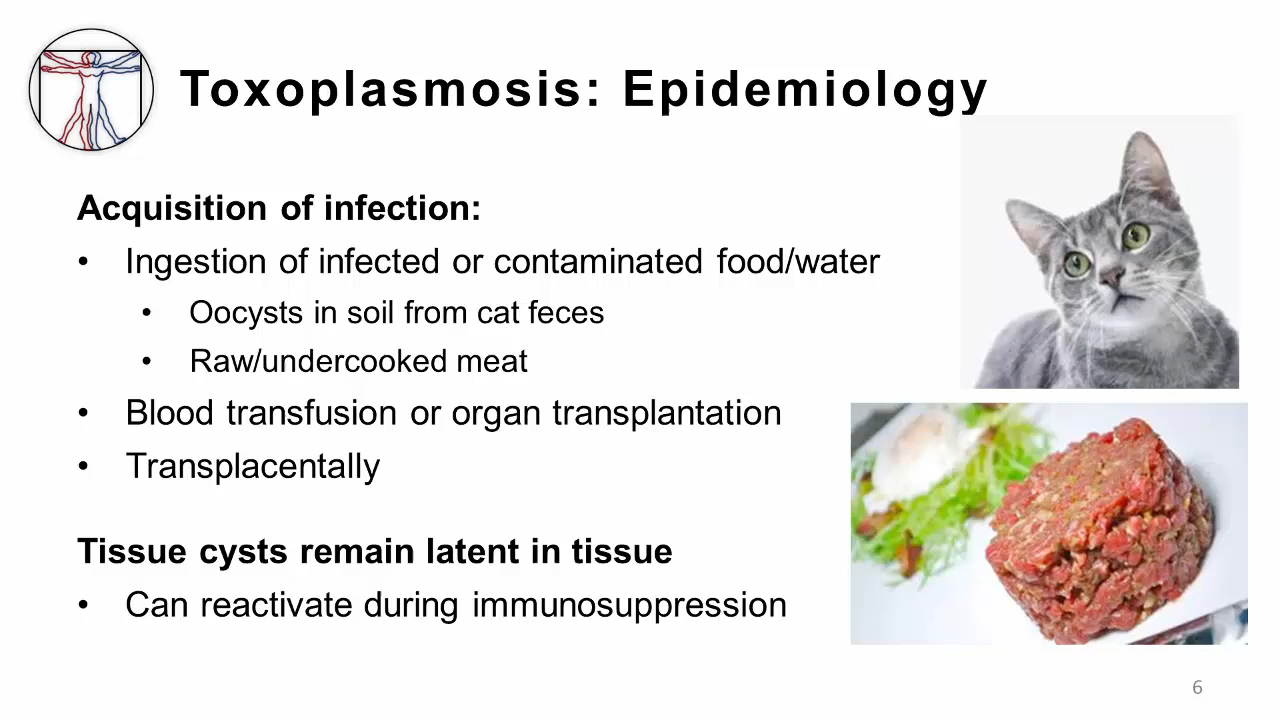 Toxoplasmosis: Epidemiology
Acquisition of infection:
• Ingestion of infected or contaminated food/water
• Oocysts in soil from cat feces
• Raw/undercooked meat
• Blood transfusion or organ transplantation
• Transplacentally
Tissue cysts remain latent in tissue
• Can reactivate during immunosuppression
6